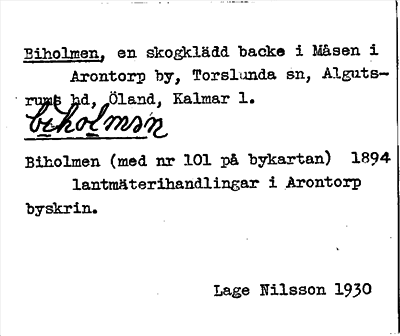 Biholmen, en skogklädd backe i Måsen i
Arontorp by, Torslunda sn, Alguts-
rums hd, Öland, Kalmar l.
biholmsn
Biholmen (med nr 101 på bykartan) 1894
lantmäterihandlingar i Arontorp
byskrin.
Lage Nilsson 1930